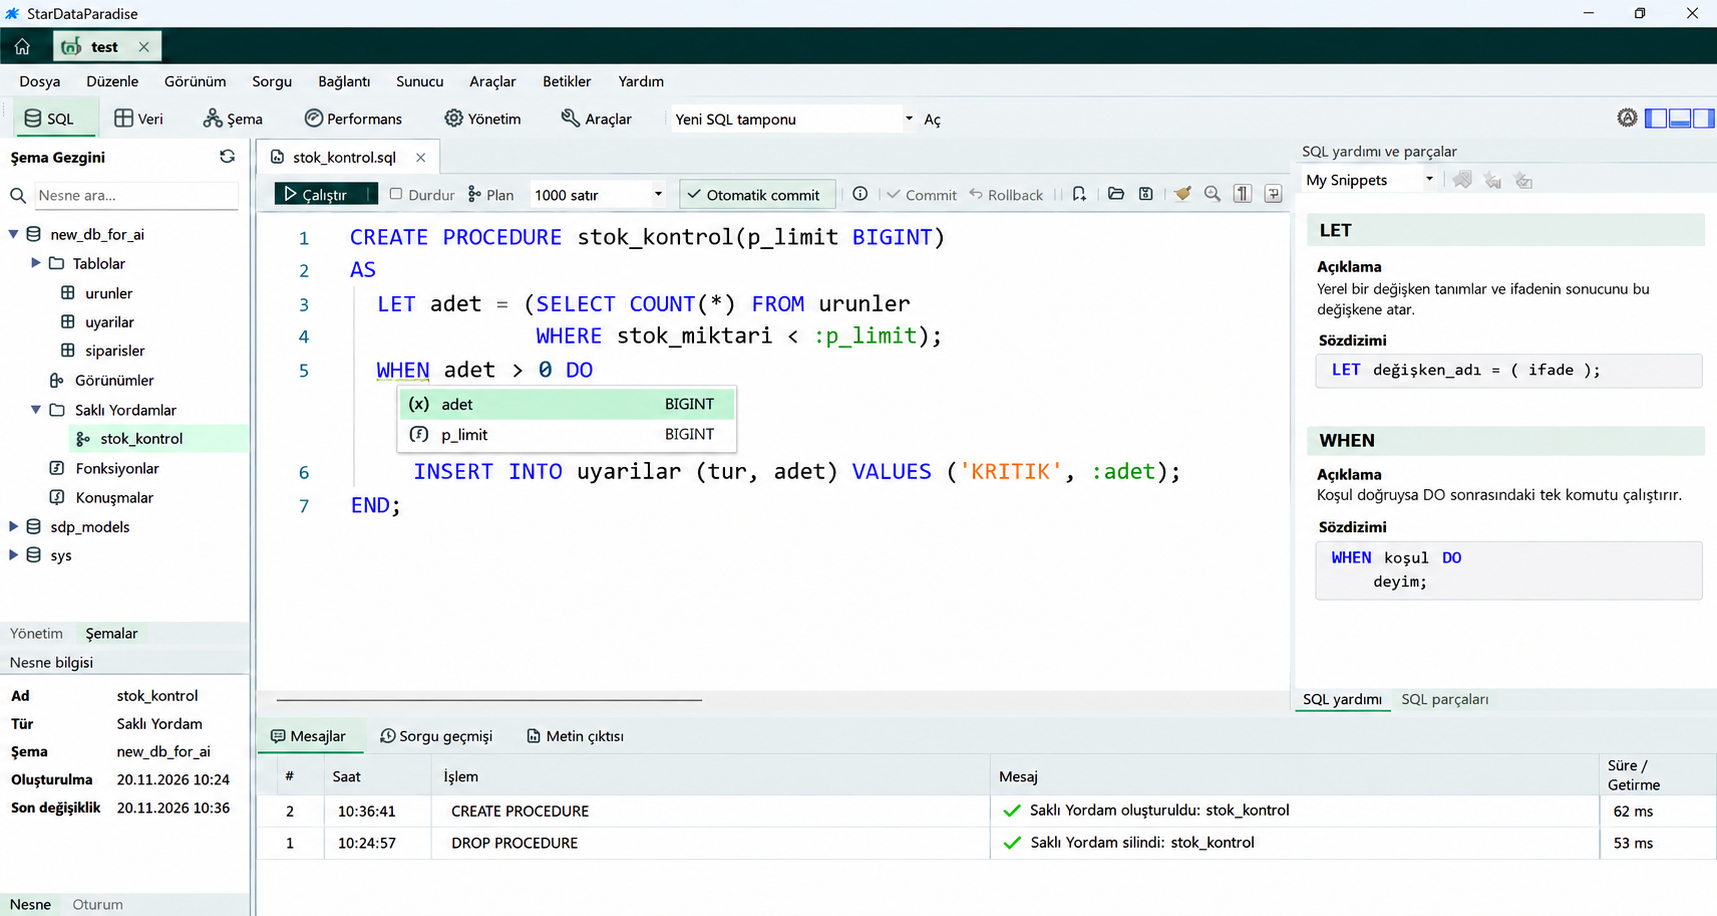 StarDataParadise
test
Dosya Düzenle Görünüm Sorgu Bağlantı Sunucu Araçlar Betikler Yardım
SQL Veri Şema Performans Yönetim Araçlar Yeni SQL tamponu Aç
Şema Gezgini
Nesne ara...
new_db_for_ai
Tablolar
urunler
uyarilar
siparisler
Görünümler
Saklı Yordamlar
stok_kontrol
Fonksiyonlar
Konuşmalar
sdp_models
sys
Yönetim Şemalar
Nesne bilgisi
Ad stok_kontrol
Tür Saklı Yordam
Şema new_db_for_ai
Oluşturulma 20.11.2026 10:24
Son değişiklik 20.11.2026 10:36
Nesne Oturum
stok_kontrol.sql
Çalıştır Durdur Plan 1000 satır Otomatik commit Commit Rollback
1 CREATE PROCEDURE stok_kontrol(p_limit BIGINT)
2 AS
3 LET adet = (SELECT COUNT(*) FROM urunler
4 WHERE stok_miktari < :p_limit);
5 WHEN adet > 0 DO
(x) adet BIGINT
(f) p_limit BIGINT
6 INSERT INTO uyarilar (tur, adet) VALUES ('KRITIK', :adet);
7 END;
SQL yardımı ve parçalar
My Snippets
LET
Açıklama
Yerel bir değişken tanımlar ve ifadenin sonucunu bu
değişkene atar.
Sözdizimi
LET değişken_adı = ( ifade );
WHEN
Açıklama
Koşul doğruysa DO sonrasındaki tek komutu çalıştırır.
Sözdizimi
WHEN koşul DO
deyim;
SQL yardımı SQL parçaları
Mesajlar Sorgu geçmişi Metin çıktısı
# Saat İşlem Mesaj Süre /
Getirme
2 10:36:41 CREATE PROCEDURE Saklı Yordam oluşturuldu: stok_kontrol 62 ms
1 10:24:57 DROP PROCEDURE Saklı Yordam silindi: stok_kontrol 53 ms